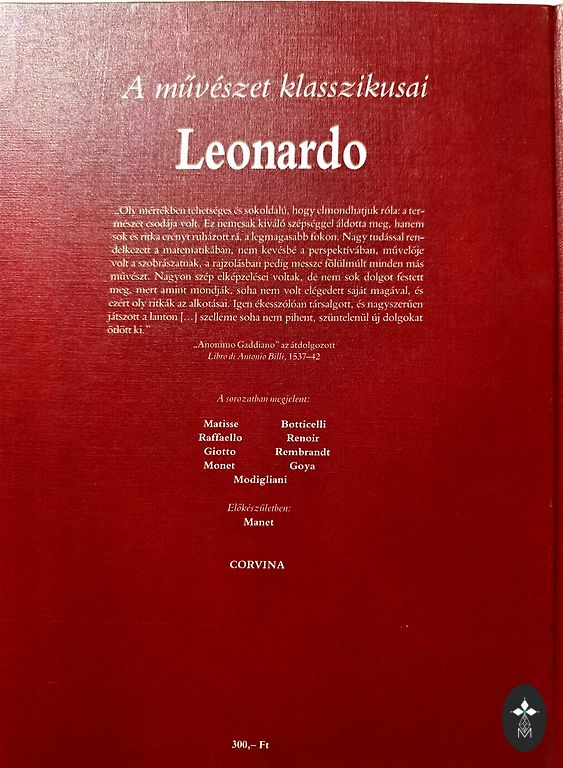 A művészet klasszikusai
Leonardo
„Oly mértékben tehetséges és sokoldalú, hogy elmondhatjuk róla: a ter-
mészet csodája volt. Ez nemcsak kiváló szépséggel áldotta meg, hanem
sok és ritka erényt ruházott rá, a legmagasabb fokon. Nagy tudással ren-
delkezett a matematikában, nem kevésbé a perspektívában, művelője
volt a szobrászatnak, a rajzolásban pedig messze fölülmúlt minden más
művészt. Nagyon szép elképzelései voltak, de nem sok dolgot festett
meg, mert amint mondják, soha nem volt elégedett saját magával, és
ezért oly ritkák az alkotásai. Igen ékesszólóan társalgott, és nagyszerűen
játszott a lanton [...] szelleme soha nem pihent, szüntelenül új dolgokat
ötlött ki.”
„Anonimo Gaddiano” az átdolgozott
Libro di Antonio Billi, 1537–42
A sorozatban megjelent:
Matisse Botticelli
Raffaello Renoir
Giotto Rembrandt
Monet Goya
Modigliani
Előkészületben:
Manet
CORVINA
300,– Ft
M